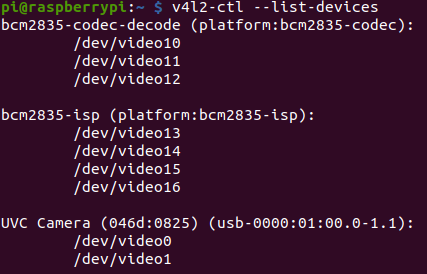 pi@raspberrypi:~ $ v4l2-ctl --list-devices
bcm2835-codec-decode (platform:bcm2835-codec):
/dev/video10
/dev/video11
/dev/video12
bcm2835-isp (platform:bcm2835-isp):
/dev/video13
/dev/video14
/dev/video15
/dev/video16
UVC Camera (046d:0825) (usb-0000:01:00.0-1.1):
/dev/video0
/dev/video1